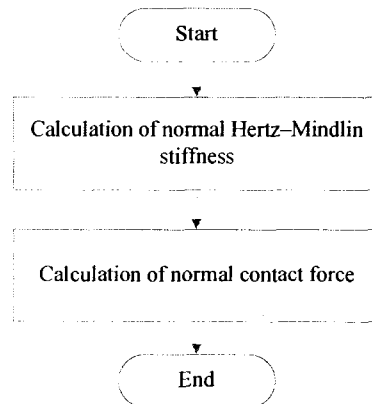 Start
Calculation of normal Hertz–Mindlin
stiffness
Calculation of normal contact force
End